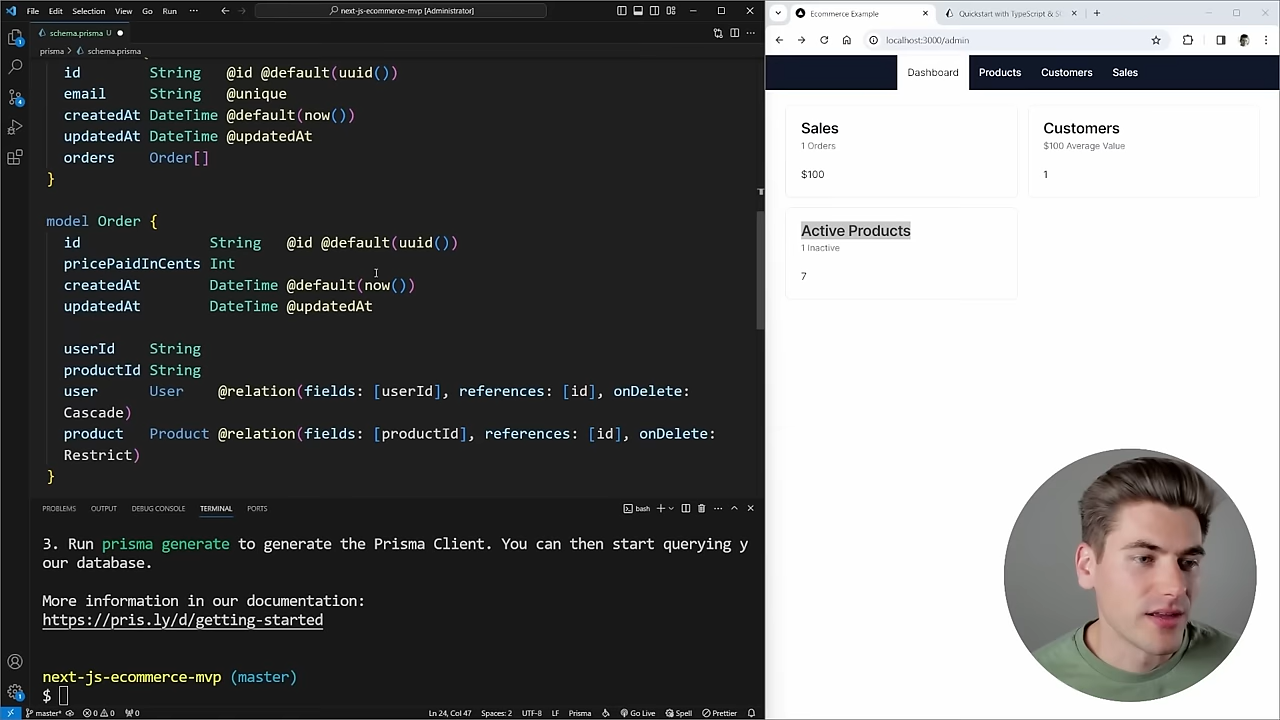 File Edit Selection View Go Run ··· next-js-ecommerce-mvp [Administrator]
schema.prisma U
prisma > schema.prisma
id String @id @default(uuid())
email String @unique
createdAt DateTime @default(now())
updatedAt DateTime @updatedAt
orders Order[]
}
model Order {
id String @id @default(uuid())
pricePaidInCents Int
createdAt DateTime @default(now())
updatedAt DateTime @updatedAt
userId String
productId String
user User @relation(fields: [userId], references: [id], onDelete:
Cascade)
product Product @relation(fields: [productId], references: [id], onDelete:
Restrict)
}
PROBLEMS OUTPUT DEBUG CONSOLE TERMINAL PORTS bash
3. Run prisma generate to generate the Prisma Client. You can then start querying y
our database.
More information in our documentation:
https://pris.ly/d/getting-started
next-js-ecommerce-mvp (master)
$
master* 0 0 0 Ln 24, Col 47 Spaces: 2 UTF-8 LF Prisma Go Live Spell Prettier
Ecommerce Example Quickstart with TypeScript &
localhost:3000/admin
Dashboard Products Customers Sales
Sales
1 Orders
$100
Customers
$100 Average Value
1
Active Products
1 Inactive
7